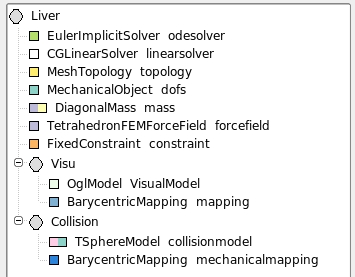 Liver
EulerImplicitSolver odesolver
CGLinearSolver linearsolver
MeshTopology topology
MechanicalObject dofs
DiagonalMass mass
TetrahedronFEMForceField forcefield
FixedConstraint constraint
Visu
OglModel VisualModel
BarycentricMapping mapping
Collision
TSphereModel collisionmodel
BarycentricMapping mechanicalmapping